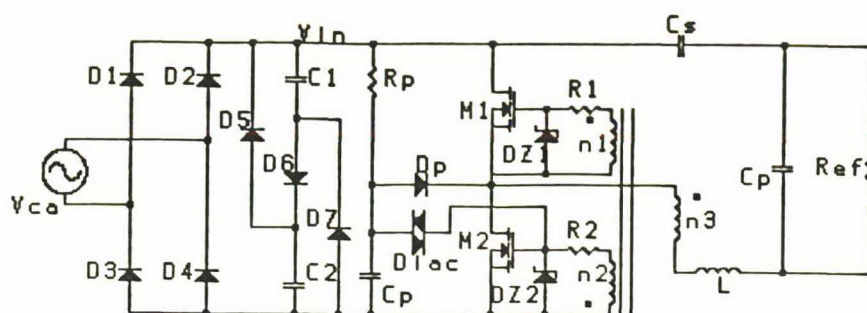 Vin
Cs
D1
D2
C1
Rp
R1
M1
D5
DZ1
n1
D6
Dp
Cp
Ref
Vca
D7
n3
R2
M2
D3
D4
Diac
C2
Cp
DZ2
n2
L